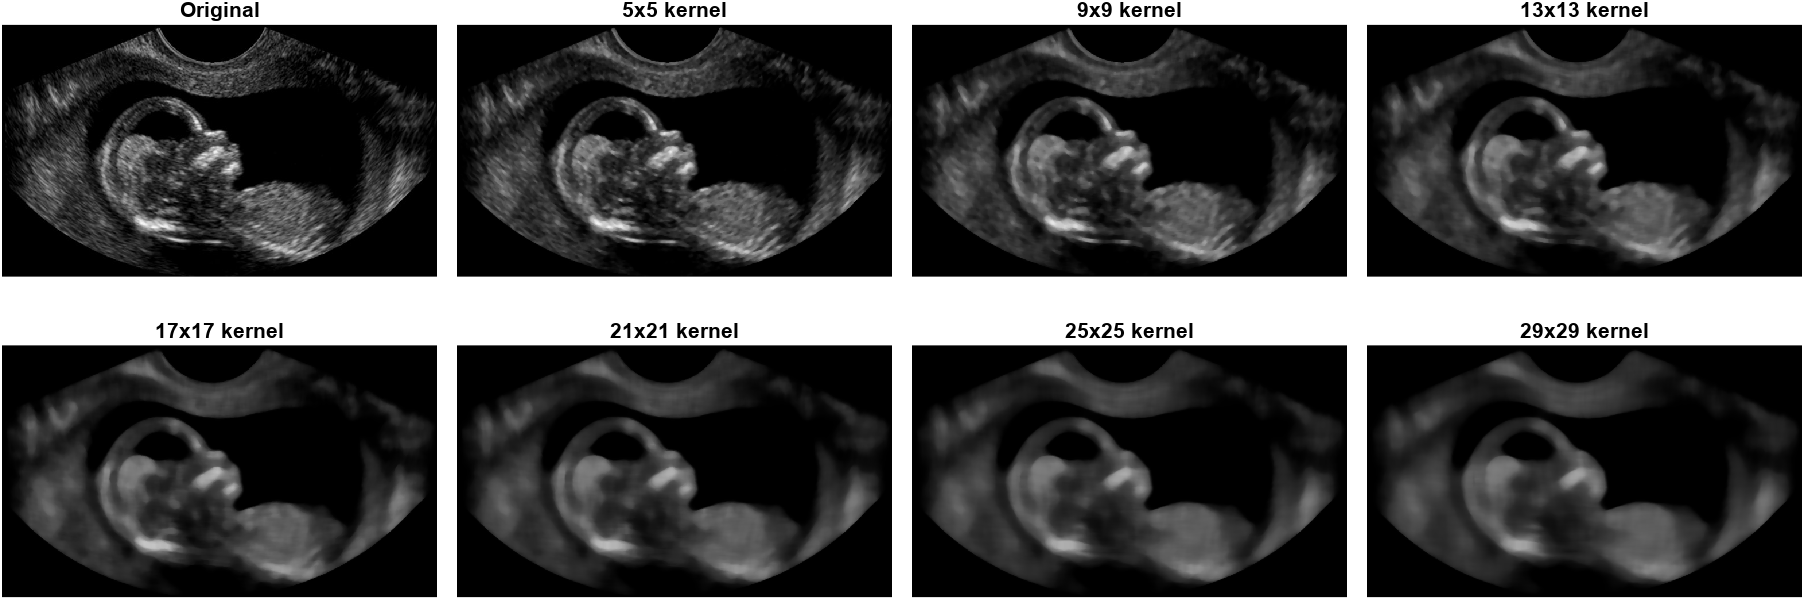 Original
5x5 kernel
9x9 kernel
13x13 kernel
17x17 kernel
21x21 kernel
25x25 kernel
29x29 kernel